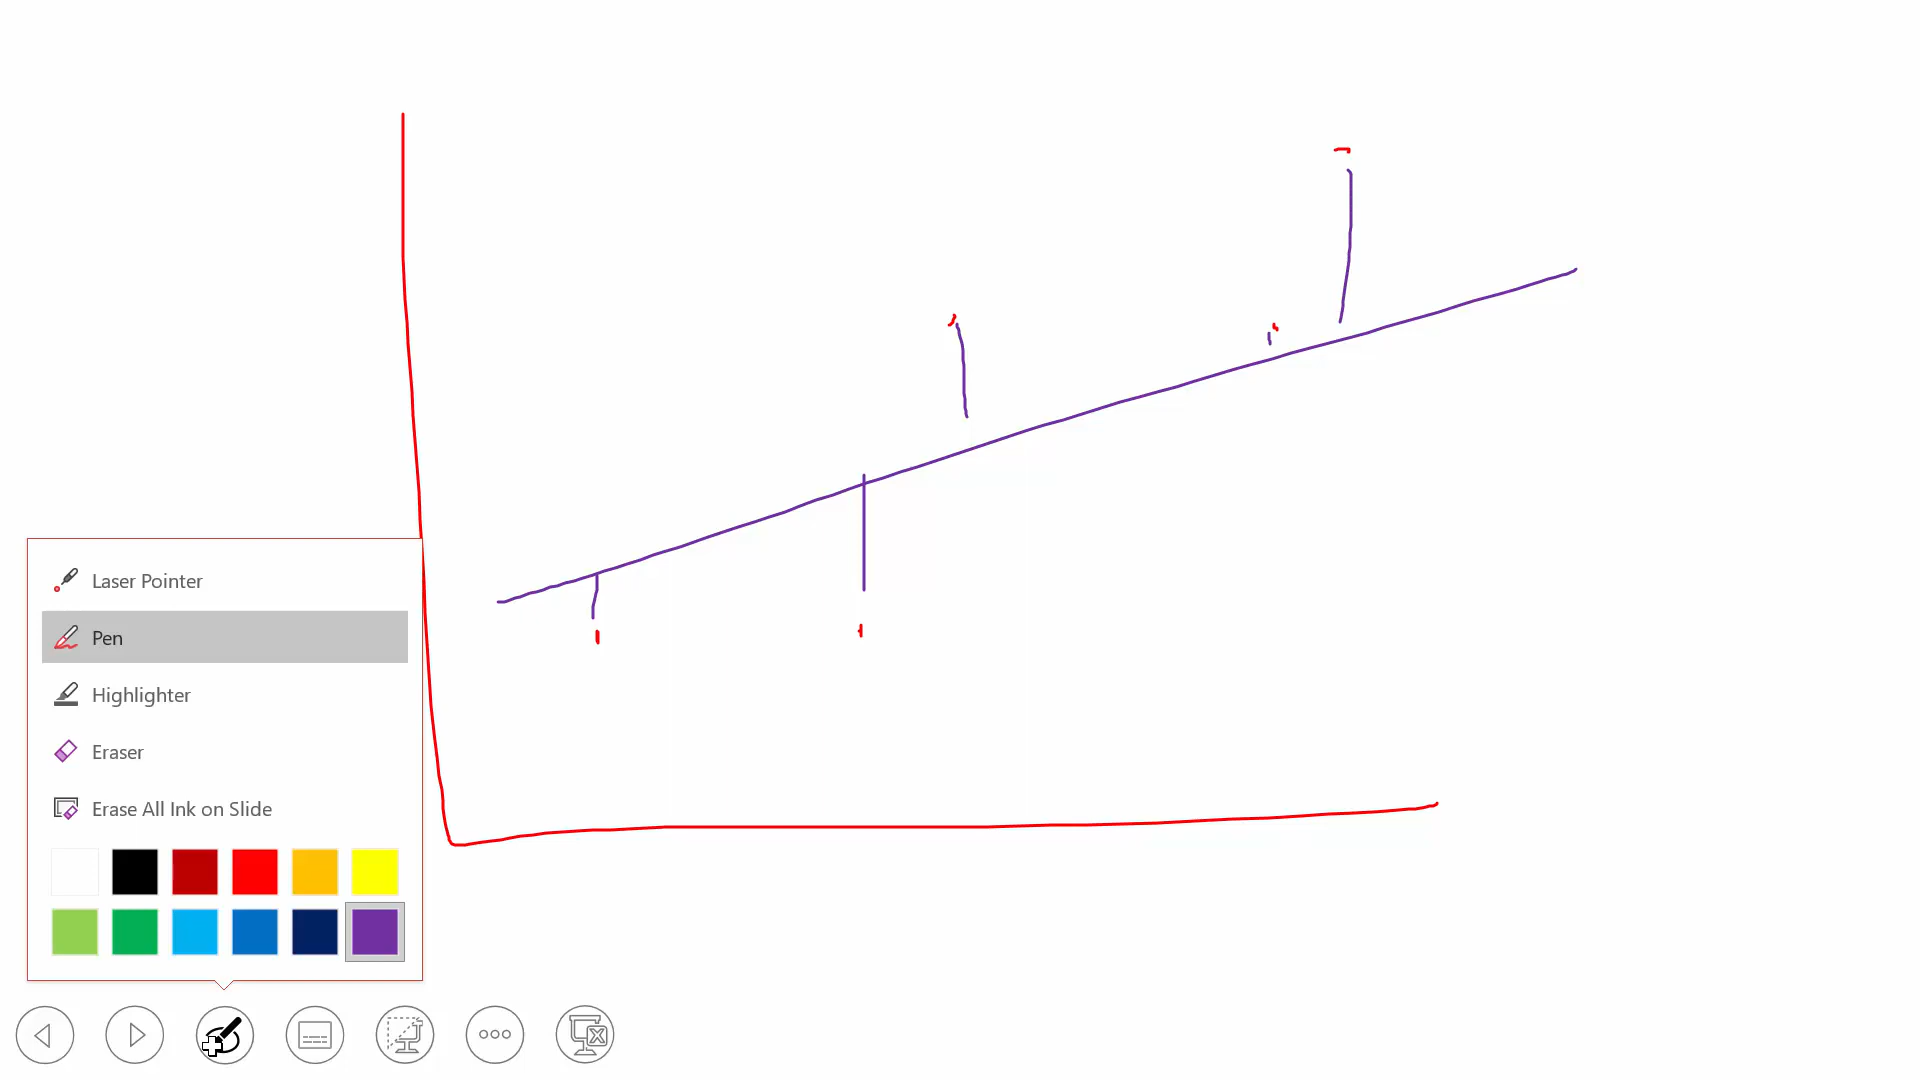 Laser Pointer
Pen
Highlighter
Eraser
Erase All Ink on Slide